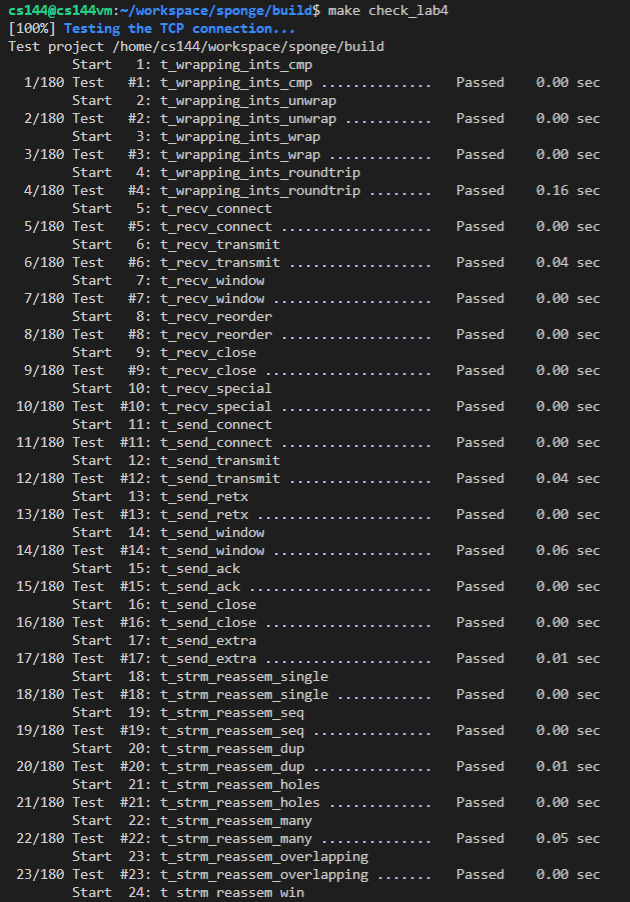 cs144@cs144vm:~/workspace/sponge/build$ make check_lab4
[100%] Testing the TCP connection...
Test project /home/cs144/workspace/sponge/build
        Start   1: t_wrapping_ints_cmp
  1/180 Test   #1: t_wrapping_ints_cmp ..............   Passed    0.00 sec
        Start   2: t_wrapping_ints_unwrap
  2/180 Test   #2: t_wrapping_ints_unwrap ...........   Passed    0.00 sec
        Start   3: t_wrapping_ints_wrap
  3/180 Test   #3: t_wrapping_ints_wrap .............   Passed    0.00 sec
        Start   4: t_wrapping_ints_roundtrip
  4/180 Test   #4: t_wrapping_ints_roundtrip ........   Passed    0.16 sec
        Start   5: t_recv_connect
  5/180 Test   #5: t_recv_connect ...................   Passed    0.00 sec
        Start   6: t_recv_transmit
  6/180 Test   #6: t_recv_transmit ..................   Passed    0.04 sec
        Start   7: t_recv_window
  7/180 Test   #7: t_recv_window ....................   Passed    0.00 sec
        Start   8: t_recv_reorder
  8/180 Test   #8: t_recv_reorder ...................   Passed    0.00 sec
        Start   9: t_recv_close
  9/180 Test   #9: t_recv_close .....................   Passed    0.00 sec
        Start  10: t_recv_special
 10/180 Test  #10: t_recv_special ...................   Passed    0.00 sec
        Start  11: t_send_connect
 11/180 Test  #11: t_send_connect ...................   Passed    0.00 sec
        Start  12: t_send_transmit
 12/180 Test  #12: t_send_transmit ..................   Passed    0.04 sec
        Start  13: t_send_retx
 13/180 Test  #13: t_send_retx ......................   Passed    0.00 sec
        Start  14: t_send_window
 14/180 Test  #14: t_send_window ....................   Passed    0.06 sec
        Start  15: t_send_ack
 15/180 Test  #15: t_send_ack .......................   Passed    0.00 sec
        Start  16: t_send_close
 16/180 Test  #16: t_send_close .....................   Passed    0.00 sec
        Start  17: t_send_extra
 17/180 Test  #17: t_send_extra .....................   Passed    0.01 sec
        Start  18: t_strm_reassem_single
 18/180 Test  #18: t_strm_reassem_single ............   Passed    0.00 sec
        Start  19: t_strm_reassem_seq
 19/180 Test  #19: t_strm_reassem_seq ...............   Passed    0.00 sec
        Start  20: t_strm_reassem_dup
 20/180 Test  #20: t_strm_reassem_dup ...............   Passed    0.01 sec
        Start  21: t_strm_reassem_holes
 21/180 Test  #21: t_strm_reassem_holes .............   Passed    0.00 sec
        Start  22: t_strm_reassem_many
 22/180 Test  #22: t_strm_reassem_many ..............   Passed    0.05 sec
        Start  23: t_strm_reassem_overlapping
 23/180 Test  #23: t_strm_reassem_overlapping .......   Passed    0.00 sec
        Start  24: t_strm_reassem_win